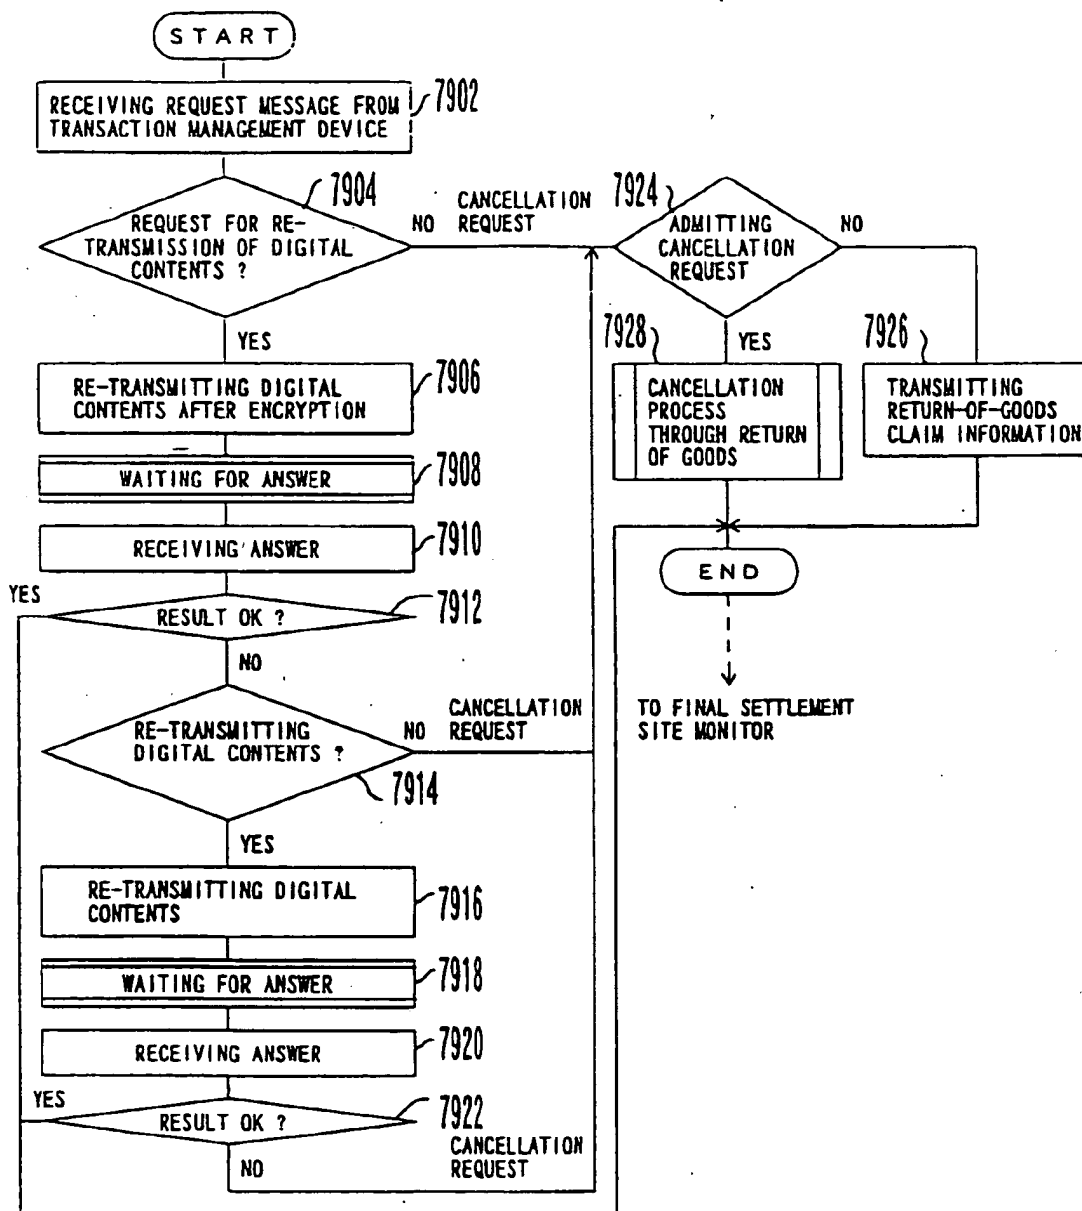 START
RECEIVING REQUEST MESSAGE FROM
TRANSACTION MANAGEMENT DEVICE
7902
7904
REQUEST FOR RE-
TRANSMISSION OF DIGITAL
CONTENTS ?
NO
CANCELLATION
REQUEST
YES
7906
RE-TRANSMITTING DIGITAL
CONTENTS AFTER ENCRYPTION
WAITING FOR ANSWER
7908
RECEIVING ANSWER
7910
YES
RESULT OK ?
7912
NO
RE-TRANSMITTING
DIGITAL CONTENTS ?
NO
CANCELLATION
REQUEST
7914
YES
RE-TRANSMITTING DIGITAL
CONTENTS
7916
WAITING FOR ANSWER
7918
RECEIVING ANSWER
7920
YES
RESULT OK ?
7922
NO
CANCELLATION
REQUEST
7924
ADMITTING
CANCELLATION
REQUEST
NO
YES
7928
CANCELLATION
PROCESS
THROUGH RETURN
OF GOODS
7926
TRANSMITTING
RETURN-OF-GOODS
CLAIM INFORMATION
END
TO FINAL SETTLEMENT
SITE MONITOR